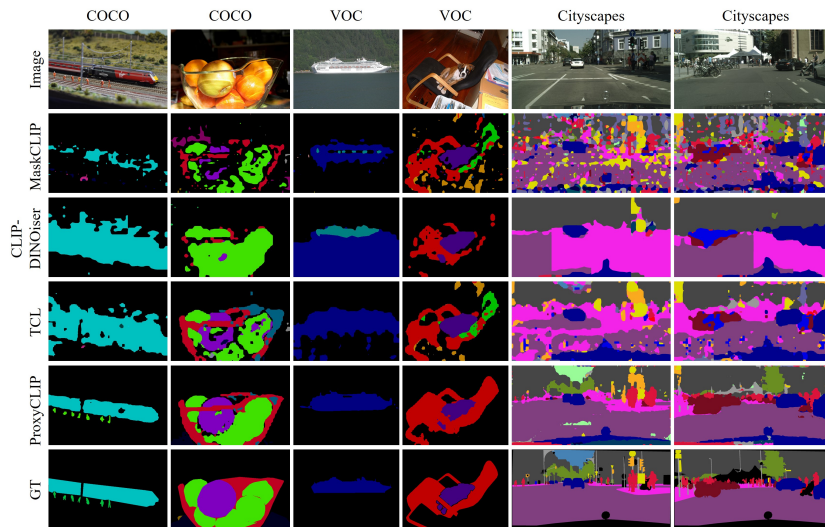 COCO COCO VOC VOC Cityscapes Cityscapes
Image
MaskCLIP
CLIP-
DINOiser
TCL
ProxyCLIP
GT